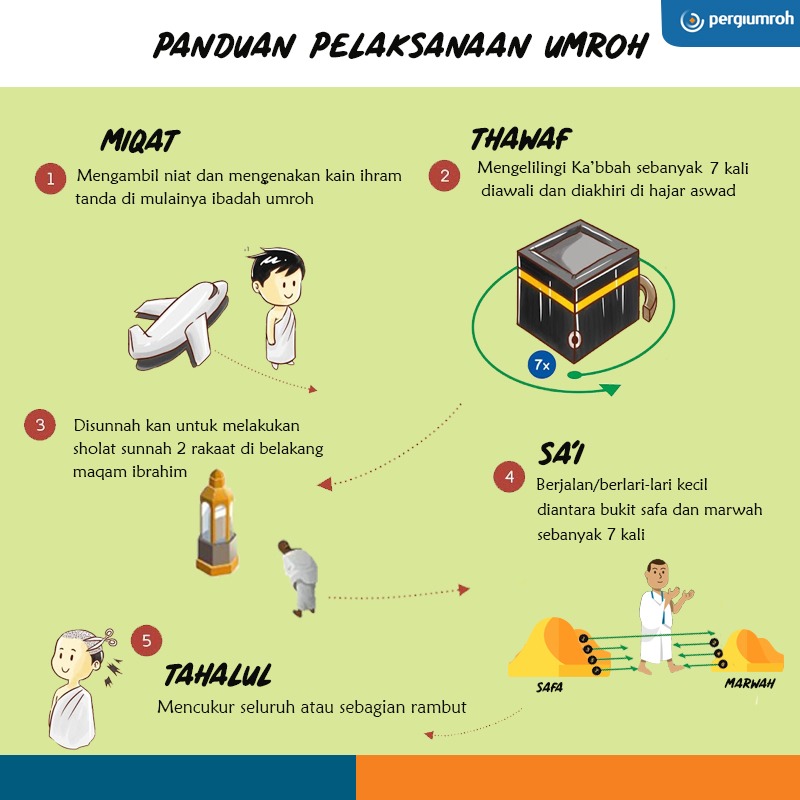 PANDUAN PELAKSANAAN UMROH
pergiumroh
MIQAT
1
Mengambil niat dan mengenakan kain ihram
tanda di mulainya ibadah umroh
THAWAF
2
Mengelilingi Ka'bbah sebanyak 7 kali
diawali dan diakhiri di hajar aswad
7x
3
Disunnah kan untuk melakukan
sholat sunnah 2 rakaat di belakang
maqam ibrahim
SA'I
4
Berjalan/berlari-lari kecil
diantara bukit safa dan marwah
sebanyak 7 kali
SAFA
MARWAH
5
TAHALUL
Mencukur seluruh atau sebagian rambut